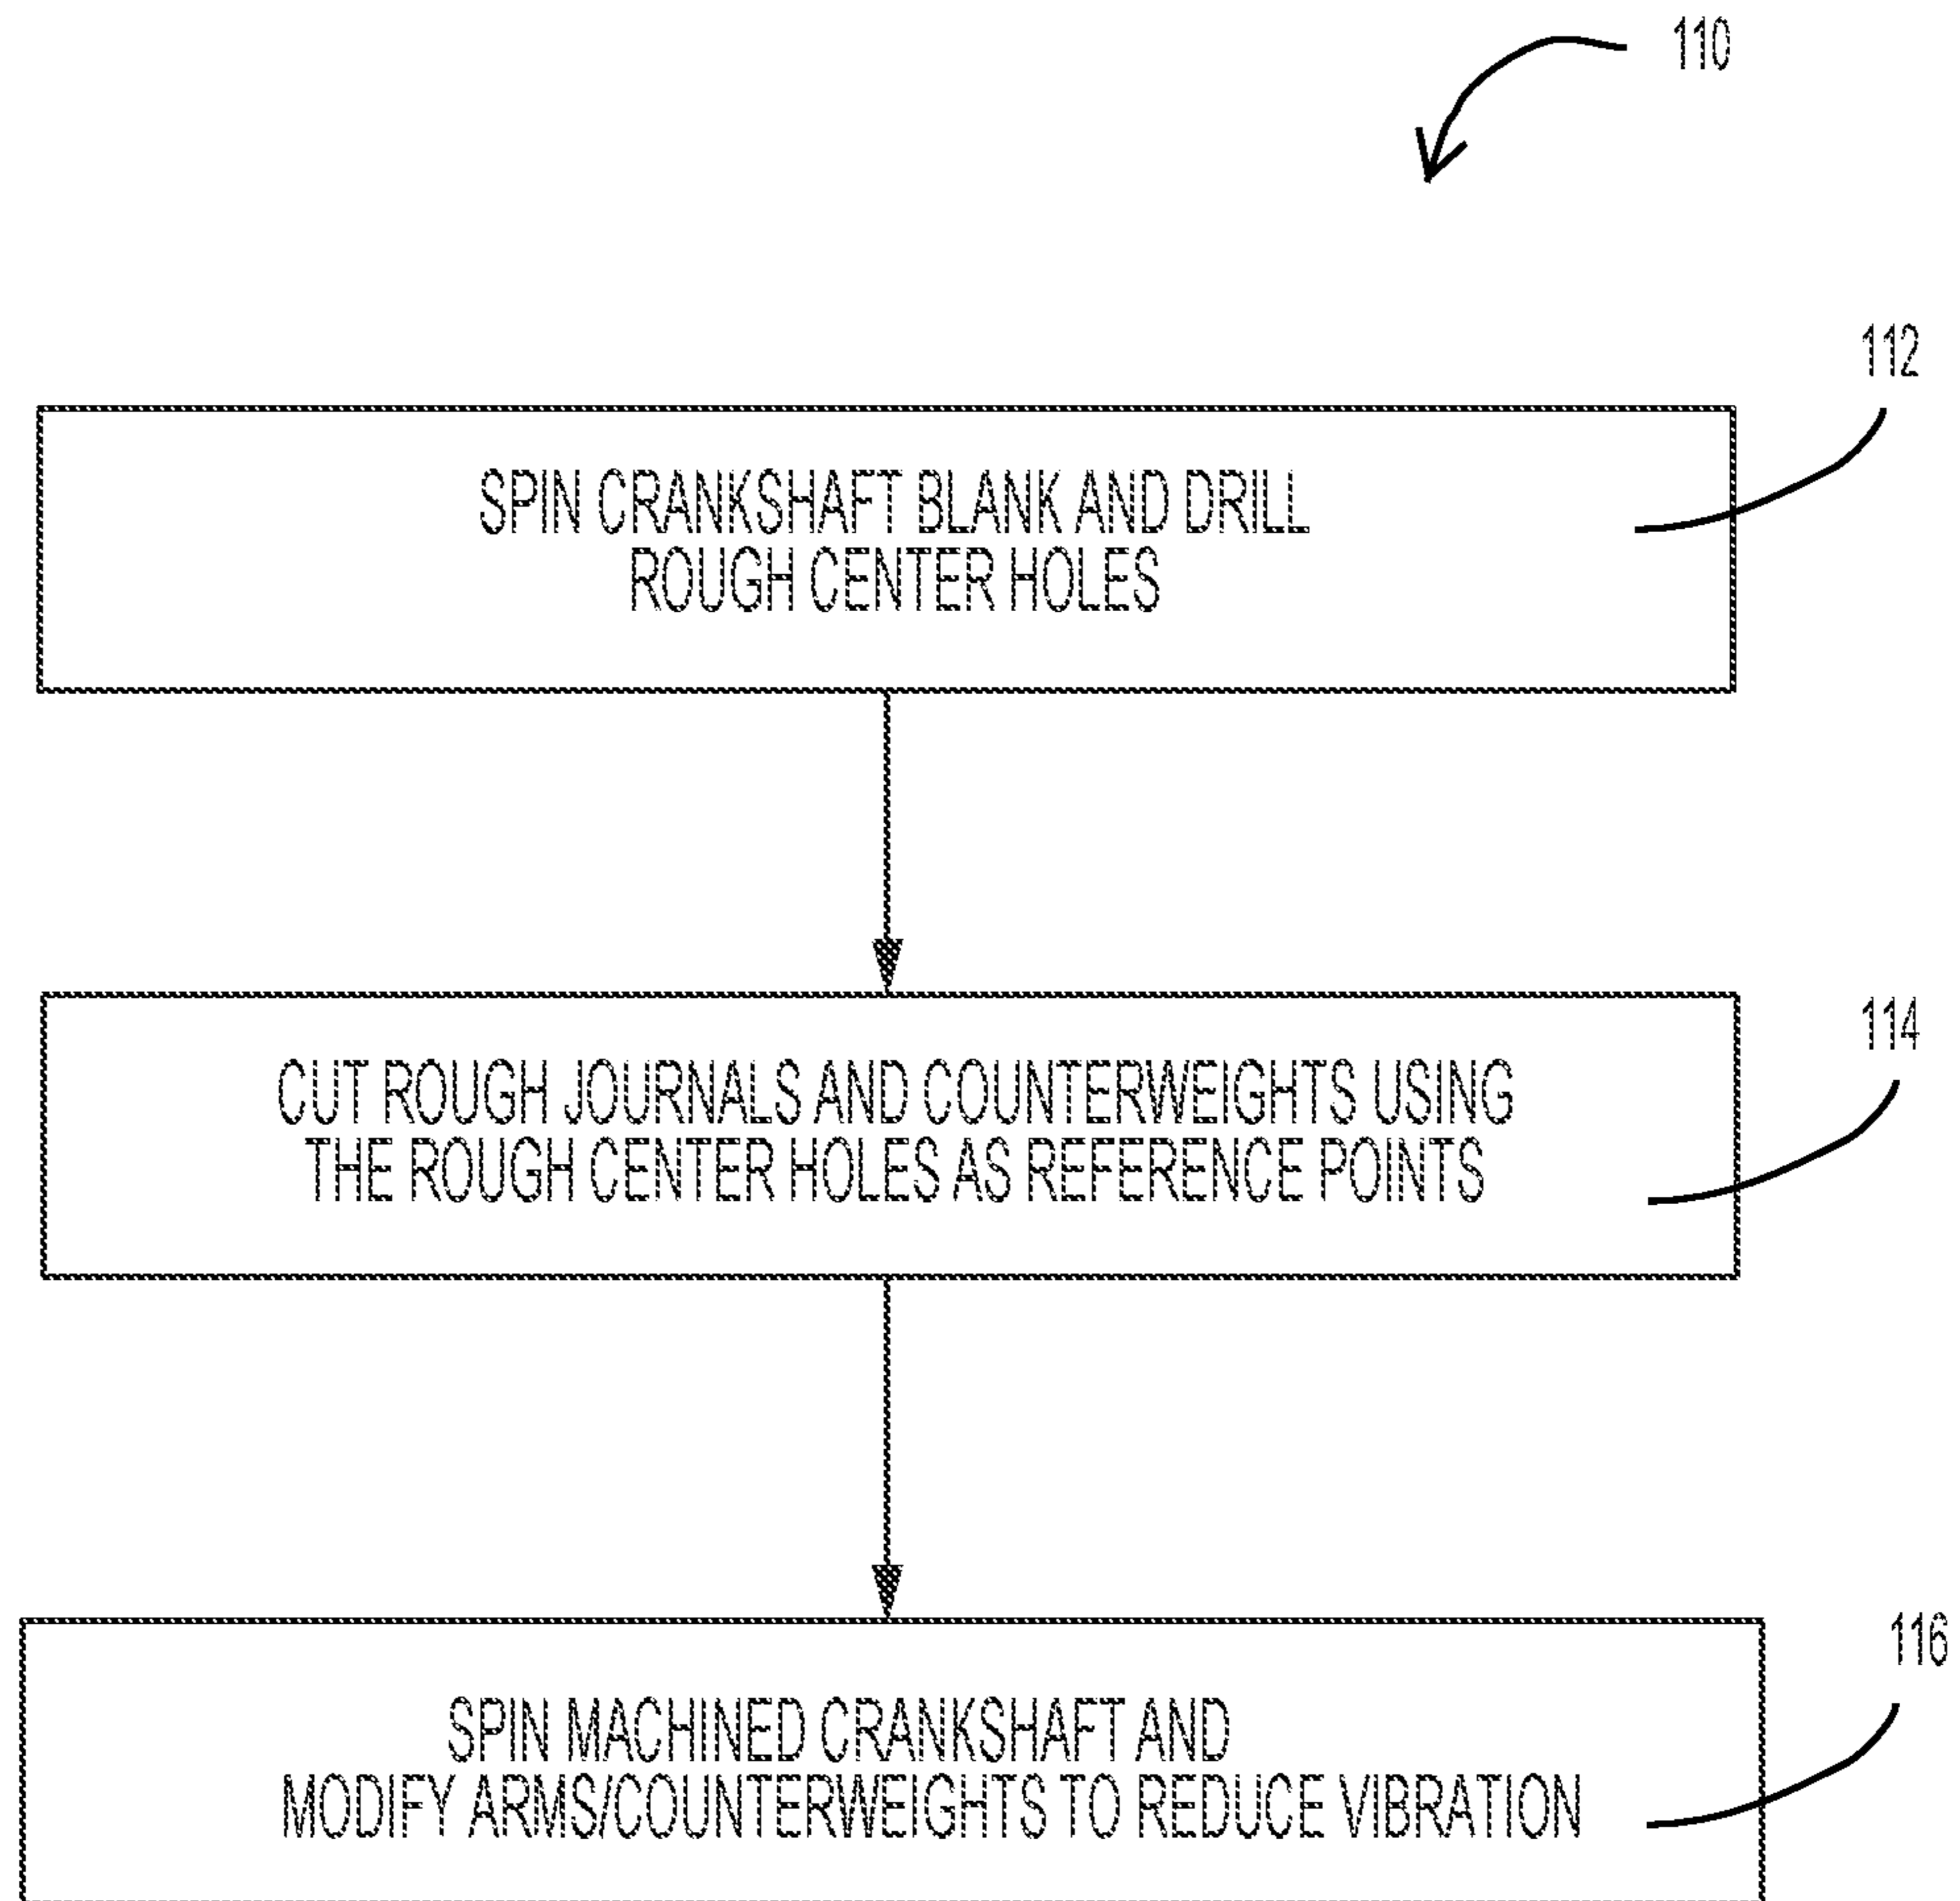 110
112
SPIN CRANKSHAFT BLANK AND DRILL
ROUGH CENTER HOLES
114
CUT ROUGH JOURNALS AND COUNTERWEIGHTS USING
THE ROUGH CENTER HOLES AS REFERENCE POINTS
116
SPIN MACHINED CRANKSHAFT AND
MODIFY ARMS/COUNTERWEIGHTS TO REDUCE VIBRATION